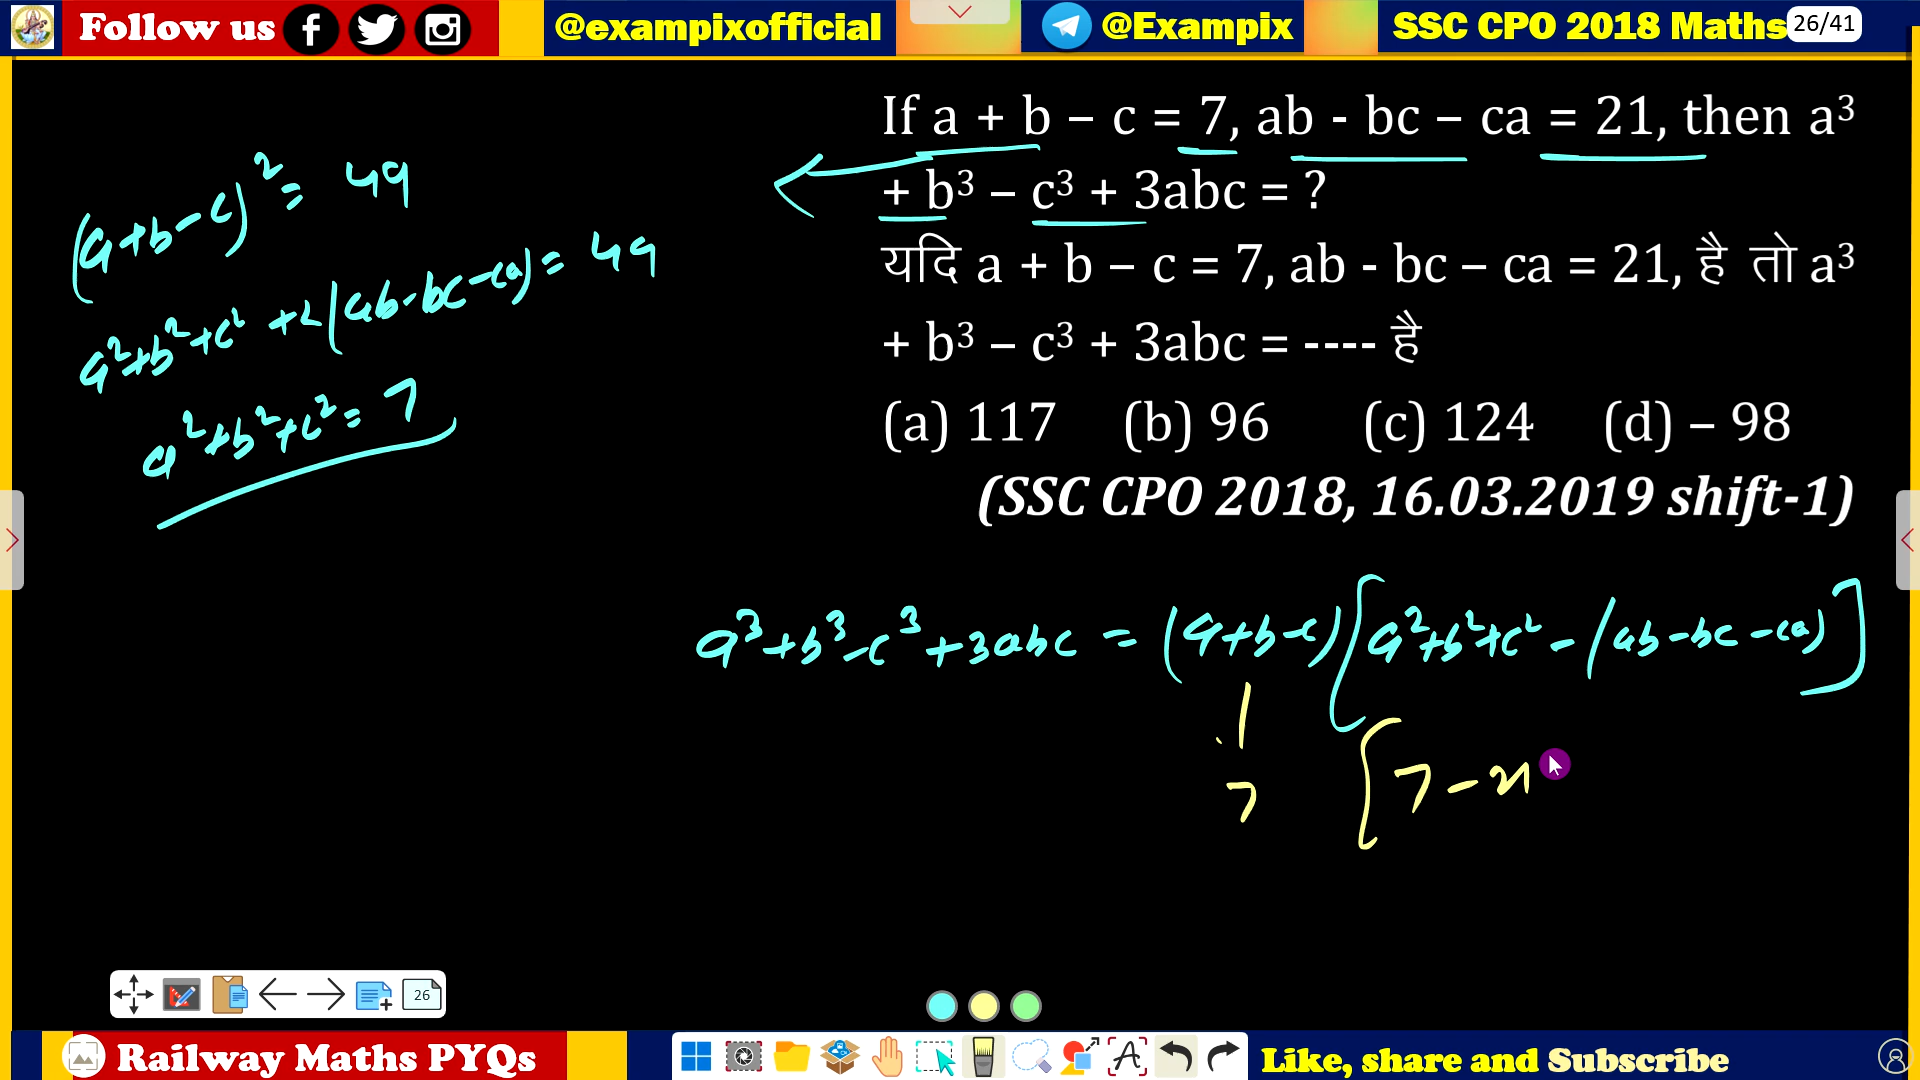 Follow us
@exampixofficial
@Exampix
SSC CPO 2018 Maths
26/41
If a + b – c = 7, ab - bc – ca = 21, then a³
+ b³ – c³ + 3abc = ?
यदि a + b – c = 7, ab - bc – ca = 21, है तो a³
+ b³ – c³ + 3abc = ---- है
(a) 117 (b) 96 (c) 124 (d) – 98
(SSC CPO 2018, 16.03.2019 shift-1)
(a+b-c)² = 49
a²+b²+c² +2(ab-bc-ca) = 49
a²+b²+c² = 7
a³+b³-c³+3abc = (a+b-c)[a²+b²+c²-(ab-bc-ca)]
7 [7-
26
Railway Maths PYQs
Like, share and Subscribe